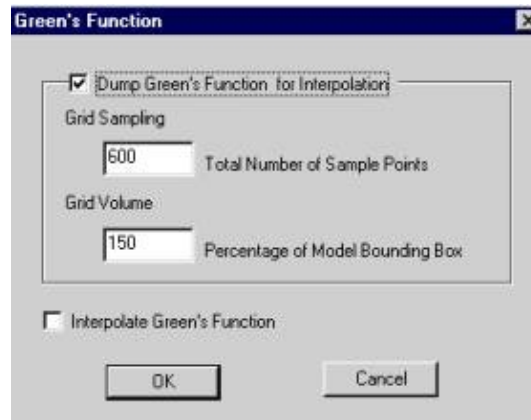 Green's Function
Dump Green's Function for Interpolation
Grid Sampling
600 Total Number of Sample Points
Grid Volume
150 Percentage of Model Bounding Box
Interpolate Green's Function
OK Cancel